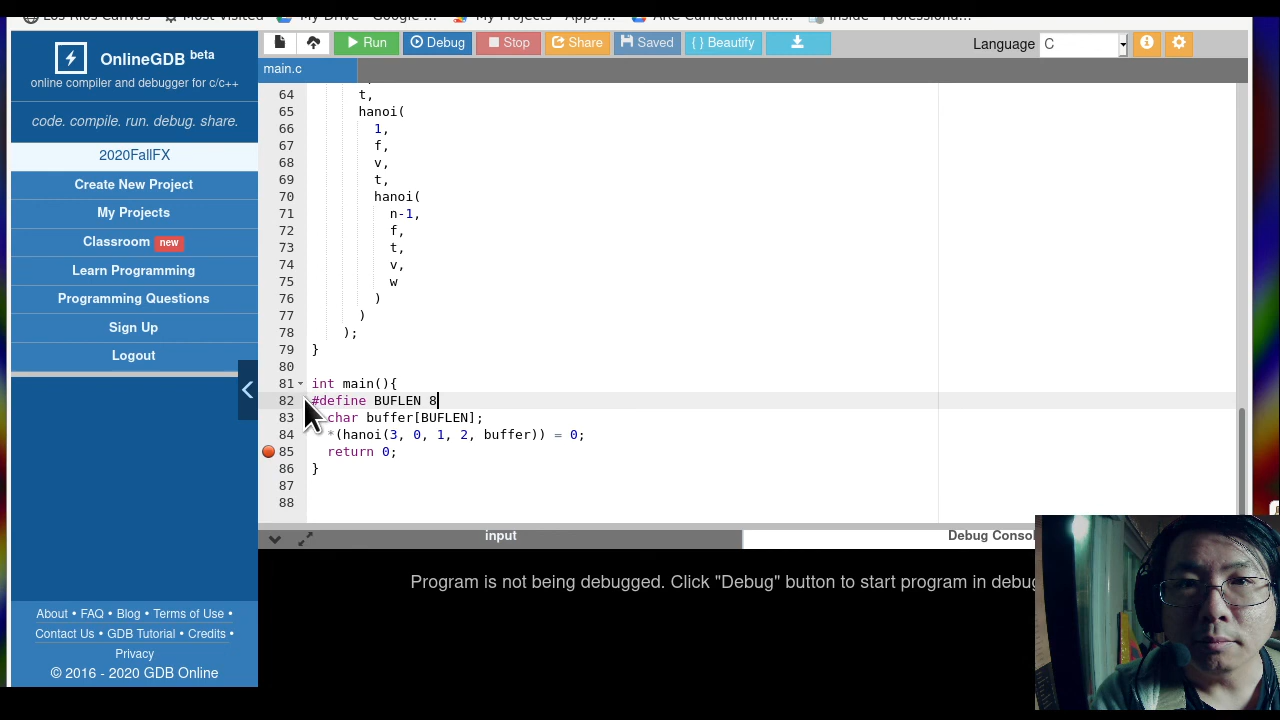 Los Rios Canvas Most Visited My Drive - Google ... My Projects - Apps ... ARC Curriculum Ha... Inside - Professiona...
Run Debug Stop Share Saved { } Beautify Language C
OnlineGDB beta
online compiler and debugger for c/c++
code. compile. run. debug. share.
2020FallFX
Create New Project
My Projects
Classroom new
Learn Programming
Programming Questions
Sign Up
Logout
About • FAQ • Blog • Terms of Use •
Contact Us • GDB Tutorial • Credits •
Privacy
© 2016 - 2020 GDB Online
main.c
64 t,
65 hanoi(
66 1,
67 f,
68 v,
69 t,
70 hanoi(
71 n-1,
72 f,
73 t,
74 v,
75 w
76 )
77 )
78 );
79 }
80
81 int main(){
82 #define BUFLEN 8
83 char buffer[BUFLEN];
84 *(hanoi(3, 0, 1, 2, buffer)) = 0;
85 return 0;
86 }
87
88
input Debug Consol
Program is not being debugged. Click "Debug" button to start program in debug